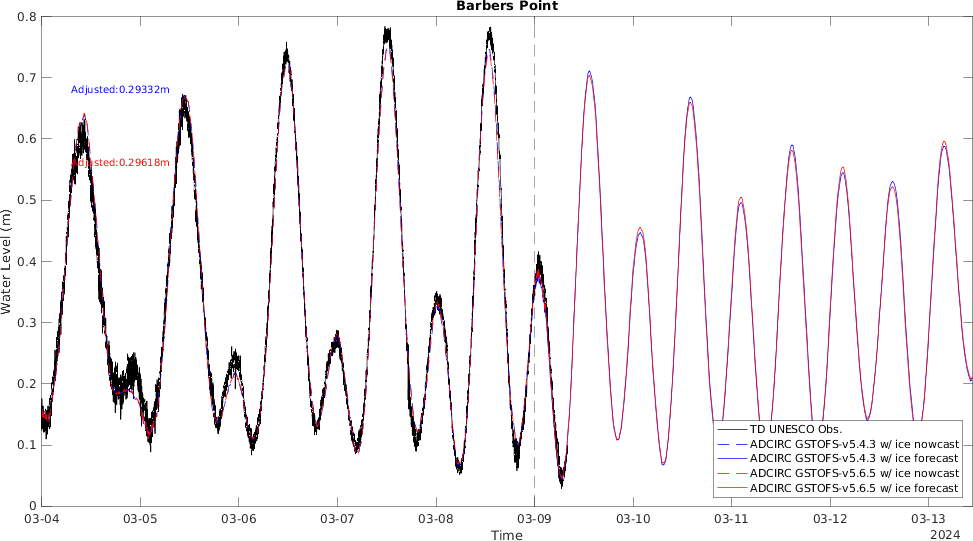 Barbers Point
0.8
0.7
0.6
0.5
0.4
0.3
0.2
0.1
0
Water Level (m)
Adjusted:0.29332m
Adjusted:0.29618m
TD UNESCO Obs.
ADCIRC GSTOFS-v5.4.3 w/ ice nowcast
ADCIRC GSTOFS-v5.4.3 w/ ice forecast
ADCIRC GSTOFS-v5.6.5 w/ ice nowcast
ADCIRC GSTOFS-v5.6.5 w/ ice forecast
03-04 03-05 03-06 03-07 03-08 03-09 03-10 03-11 03-12 03-13
Time
2024